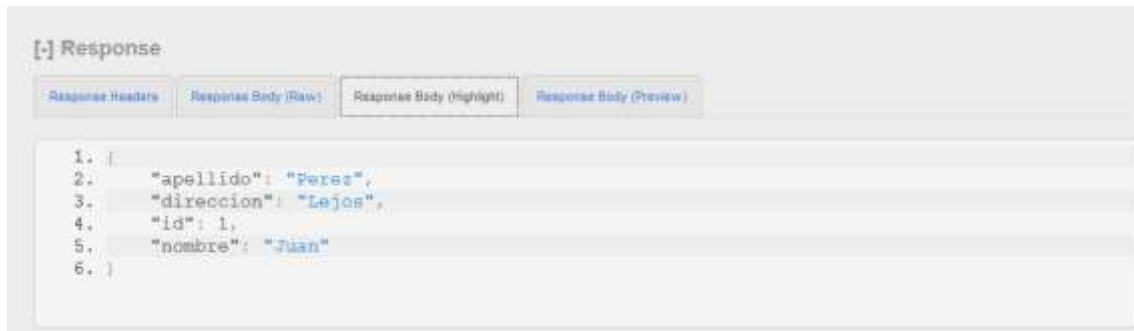 [-] Response
Response Headers Response Body (Raw) Response Body (Highlight) Response Body (Preview)
1. {
2. "apellido": "Perez",
3. "direccion": "Lejos",
4. "id": 1,
5. "nombre": "Juan"
6. }